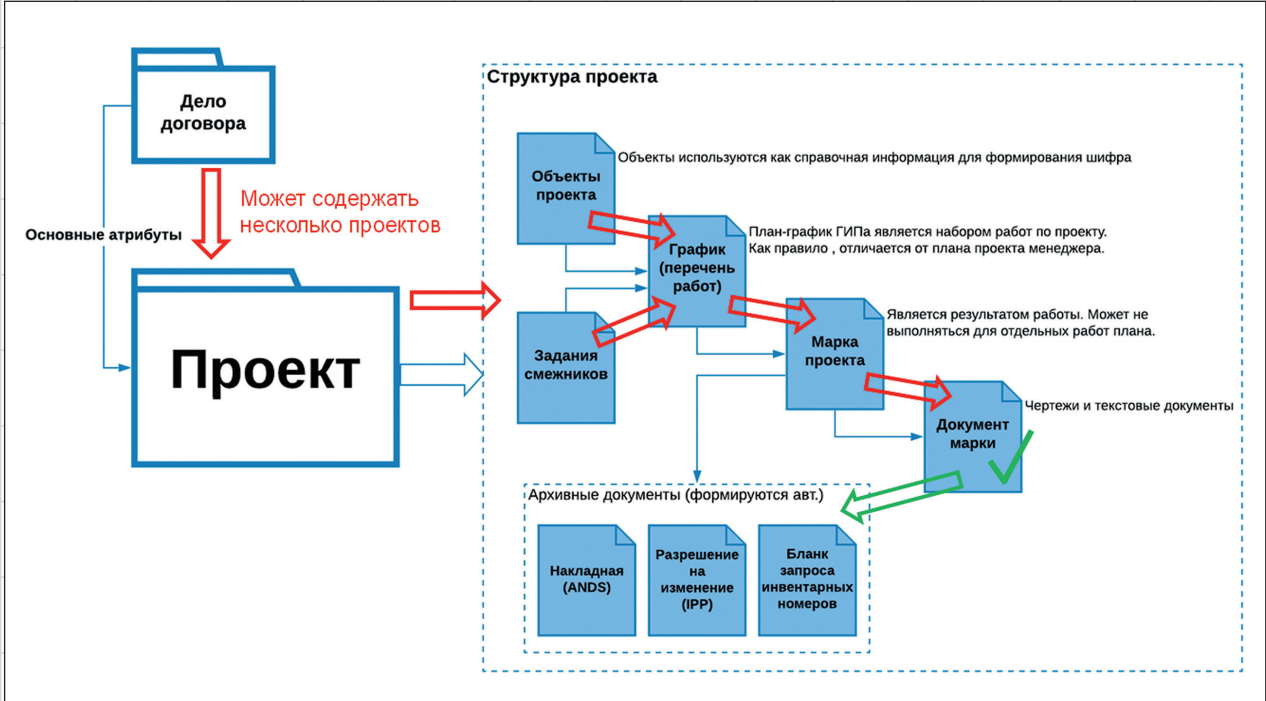 Дело
договора
Может содержать
несколько проектов
Основные атрибуты
Проект
Структура проекта
Объекты
проекта
Объекты используются как справочная информация для формирования шифра
График
(перечень
работ)
План-график ГИПа является набором работ по проекту.
Как правило , отличается от плана проекта менеджера.
Задания
смежников
Марка
проекта
Является результатом работы. Может не
выполняться для отдельных работ плана.
Документ
марки
Чертежи и текстовые документы
Архивные документы (формируются авт.)
Накладная
(ANDS)
Разрешение
на
изменение
(IPP)
Бланк
запроса
инвентарных
номеров